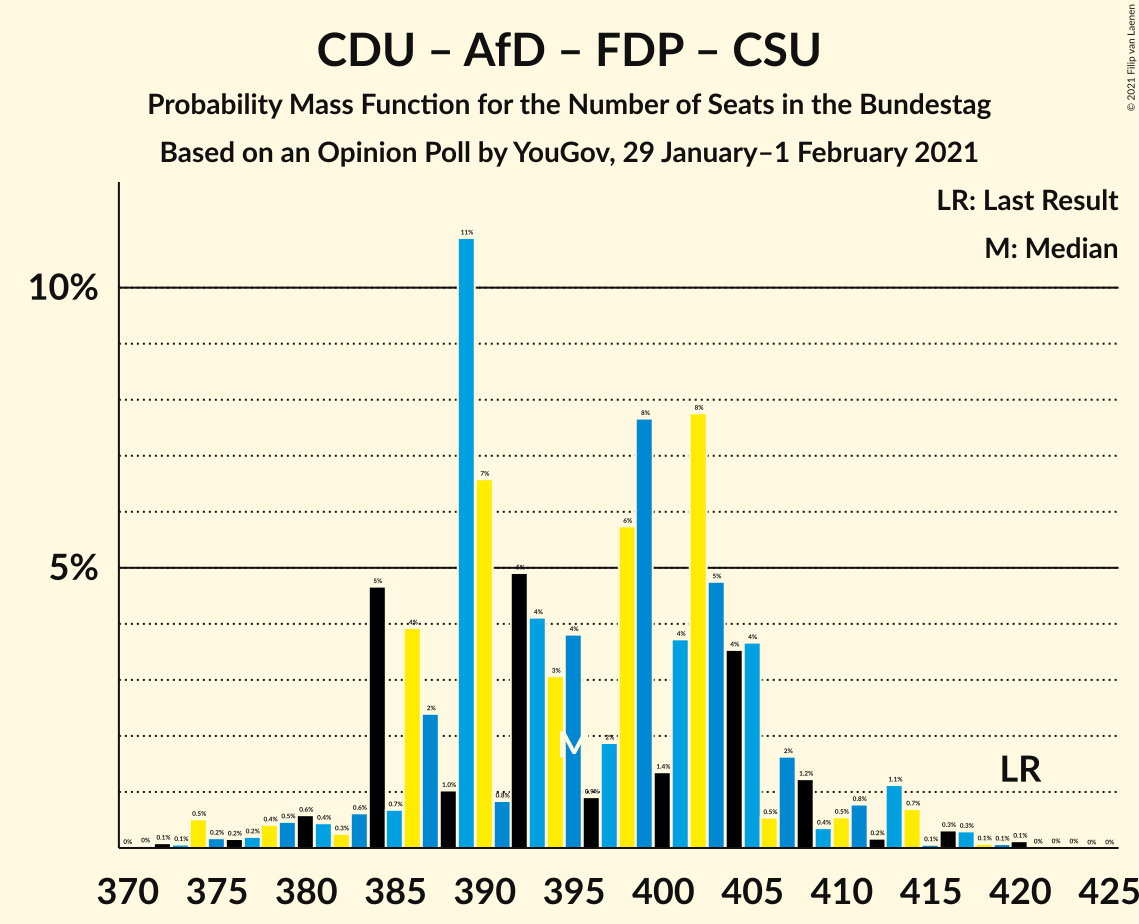 CDU – AfD – FDP – CSU
Probability Mass Function for the Number of Seats in the Bundestag
Based on an Opinion Poll by YouGov, 29 January–1 February 2021
© 2021 Filip van Laenen
LR: Last Result
M: Median
10%
5%
0% 0% 0.1% 0.1% 0.5% 0.2% 0.2% 0.2% 0.4% 0.5% 0.6% 0.4% 0.3% 0.6% 5% 0.7% 4% 2% 1.0% 11% 7% 0.8% 5% 4% 3% 4% 0.9% 2% 6% 8% 1.4% 4% 8% 5% 4% 4% 0.5% 2% 1.2% 0.4% 0.5% 0.8% 0.2% 1.1% 0.7% 0.1% 0.3% 0.3% 0.1% 0.1% 0.1% 0% 0% 0% 0% 0%
M
LR
370 375 380 385 390 395 400 405 410 415 420 425